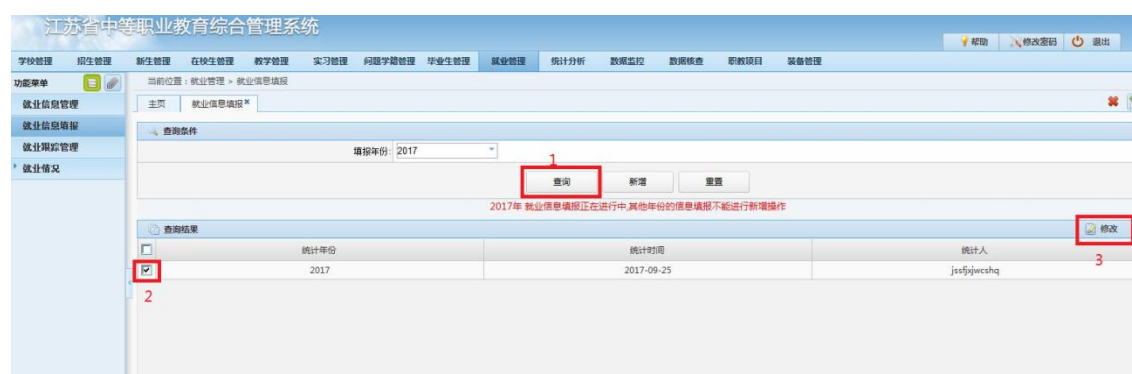 江苏省中等职业教育综合管理系统
帮助 修改密码 退出
学校管理 招生管理 新生管理 在校生管理 教学管理 实习管理 问题学籍管理 毕业生管理 就业管理 统计分析 数据监控 数据核查 职教项目 装备管理
功能菜单 当前位置：就业管理 > 就业信息填报
就业信息管理 主页 就业信息填报
就业信息填报 查询条件
就业跟踪管理 填报年份: 2017
就业情况 1
查询 新增 重置
2017年 就业信息填报正在进行中,其他年份的信息填报不能进行新增操作
查询结果 修改
统计年份 统计时间 统计人
3
2017 2017-09-25 jssfjxjwcshq
2